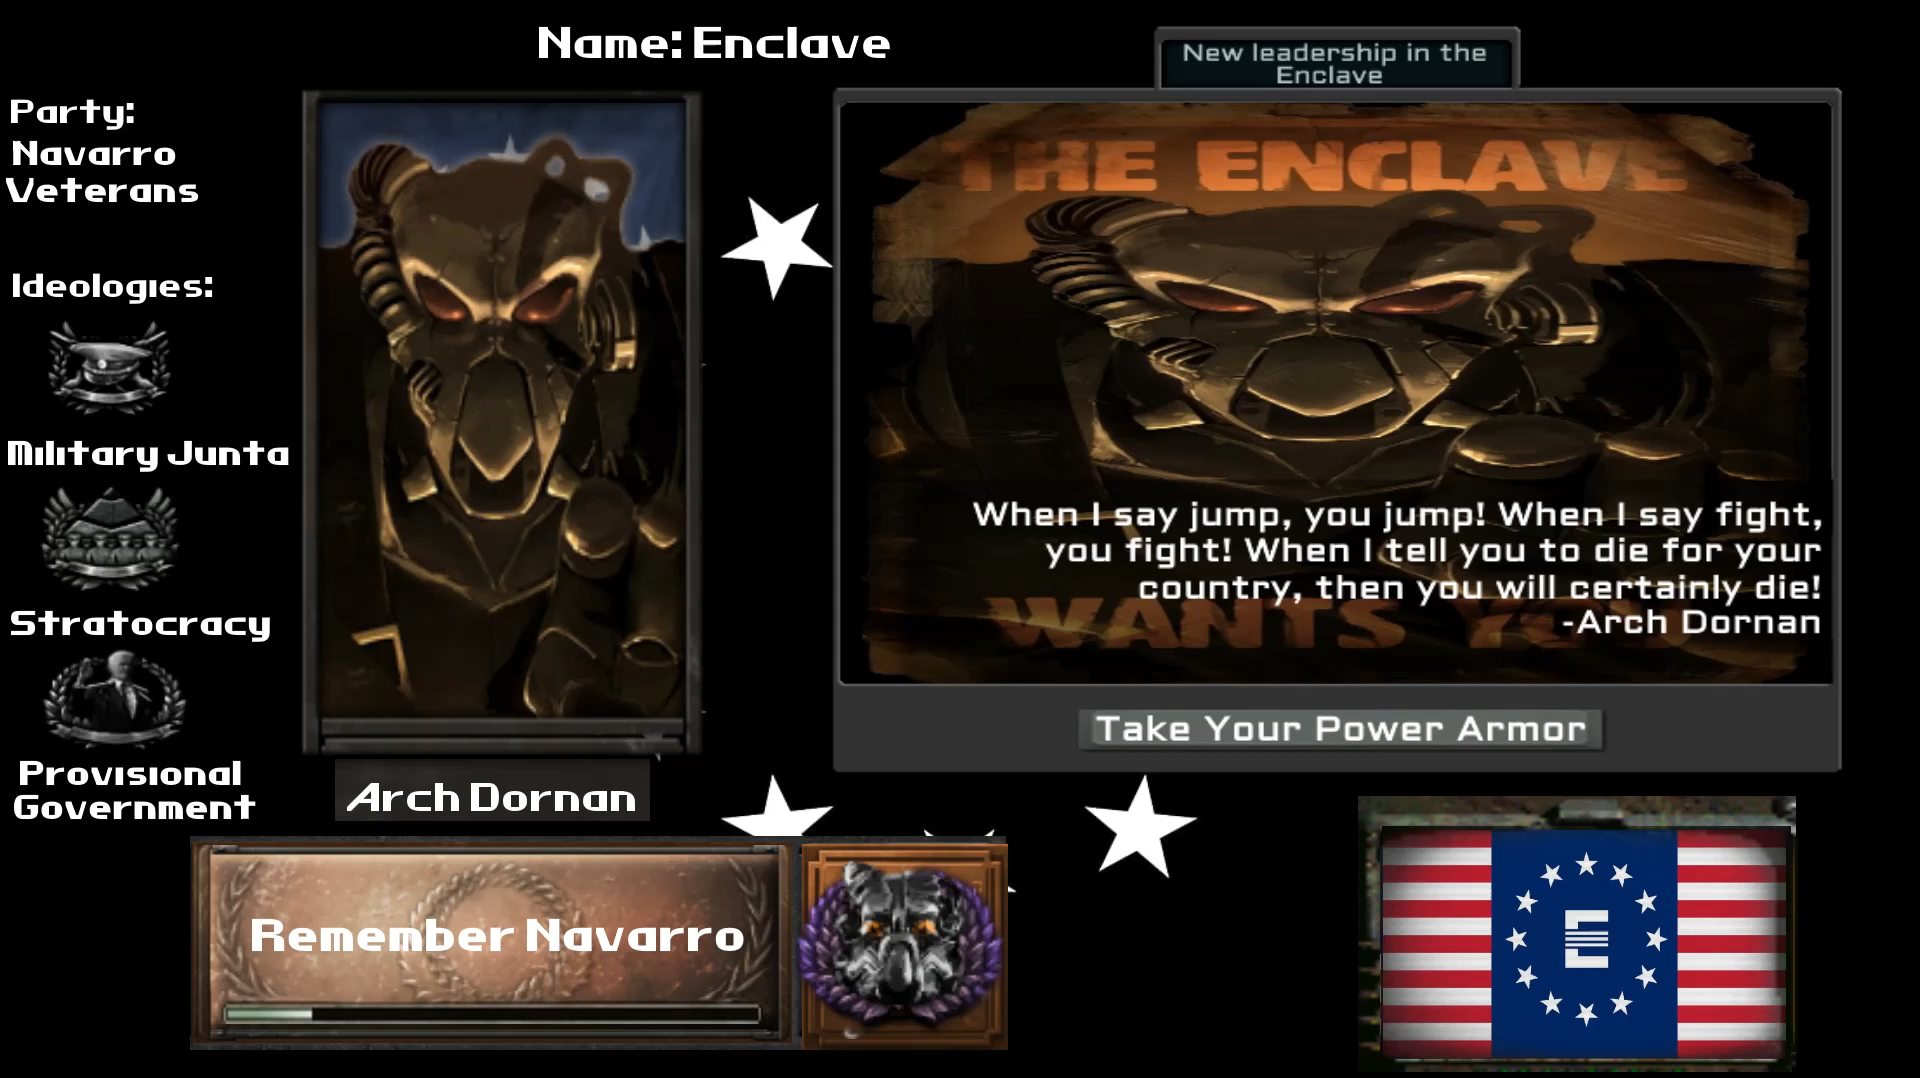 Name: Enclave
Party:
Navarro
Veterans
Ideologies:
Military Junta
Stratocracy
Provisional
Government
Arch Dornan
New leadership in the
Enclave
THE ENCLAVE
When I say jump, you jump! When I say fight,
you fight! When I tell you to die for your
country, then you will certainly die!
-Arch Dornan
WANTS YOU
Take Your Power Armor
Remember Navarro
E